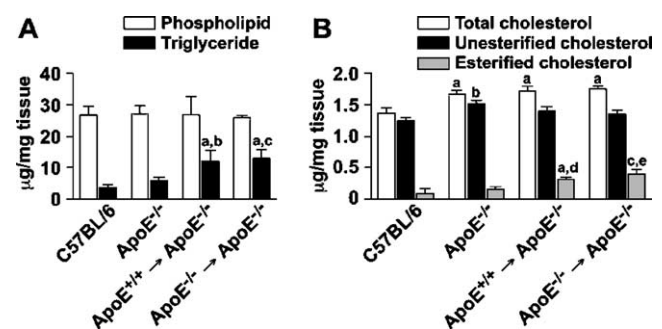 A
Phospholipid
Triglyceride
µg/mg tissue
40
30
20
10
0
a,b
a,c
C57BL/6
ApoE-/-
ApoE+/+ → ApoE-/-
ApoE-/- → ApoE-/-
B
Total cholesterol
Unesterified cholesterol
Esterified cholesterol
µg/mg tissue
2.0
1.5
1.0
0.5
0
a
b
a
a,d
a
c,e
C57BL/6
ApoE-/-
ApoE+/+ → ApoE-/-
ApoE-/- → ApoE-/-